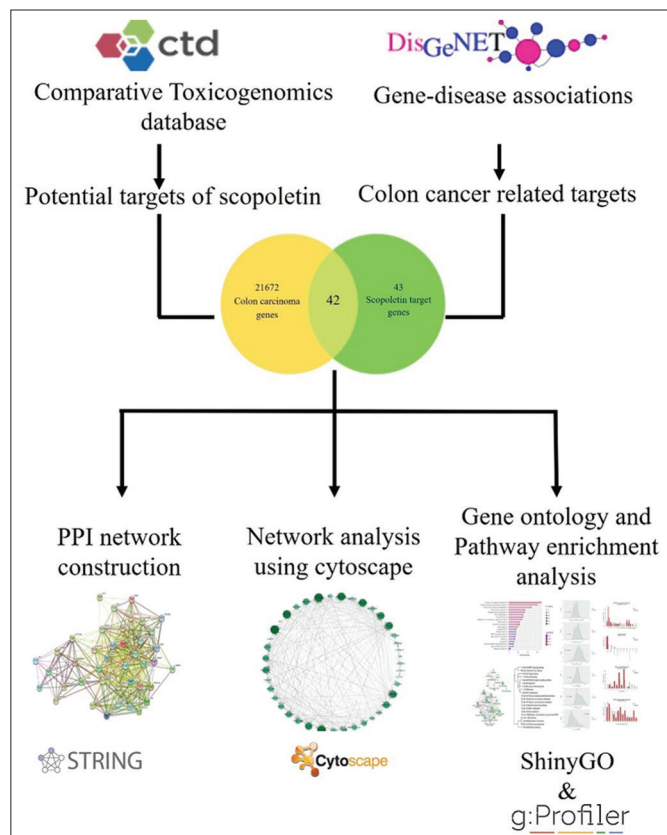 ctd
DisGeNET
Comparative Toxicogenomics
database
Gene-disease associations
Potential targets of scopoletin
Colon cancer related targets
21672
Colon carcinoma
genes
42
43
Scopoletin target
genes
PPI network
construction
Network analysis
using cytoscape
Gene ontology and
Pathway enrichment
analysis
STRING
Cytoscape
ShinyGO
&
g:Profiler